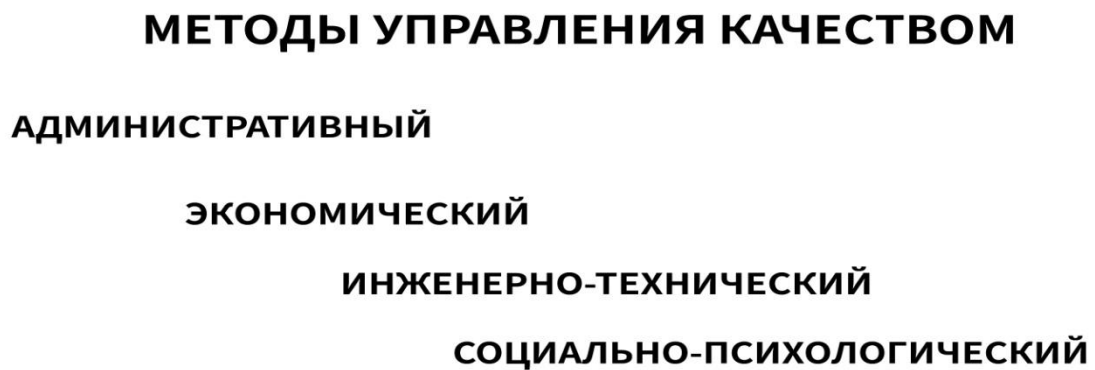 МЕТОДЫ УПРАВЛЕНИЯ КАЧЕСТВОМ
АДМИНИСТРАТИВНЫЙ
ЭКОНОМИЧЕСКИЙ
ИНЖЕНЕРНО-ТЕХНИЧЕСКИЙ
СОЦИАЛЬНО-ПСИХОЛОГИЧЕСКИЙ